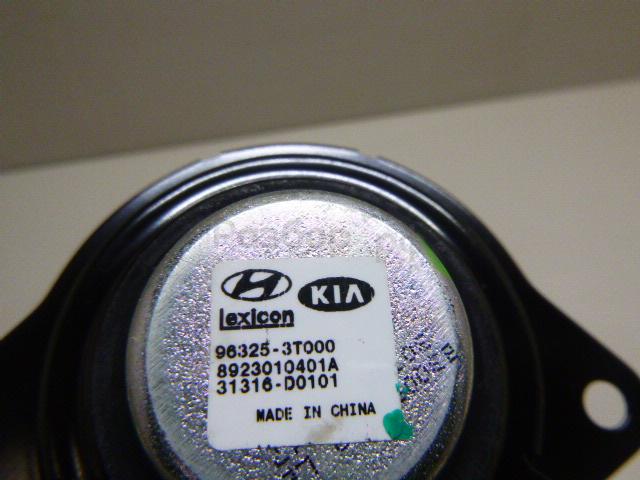 KIA
lexicon
96325-3T000
8923010401A
31316-D0101
MADE IN CHINA